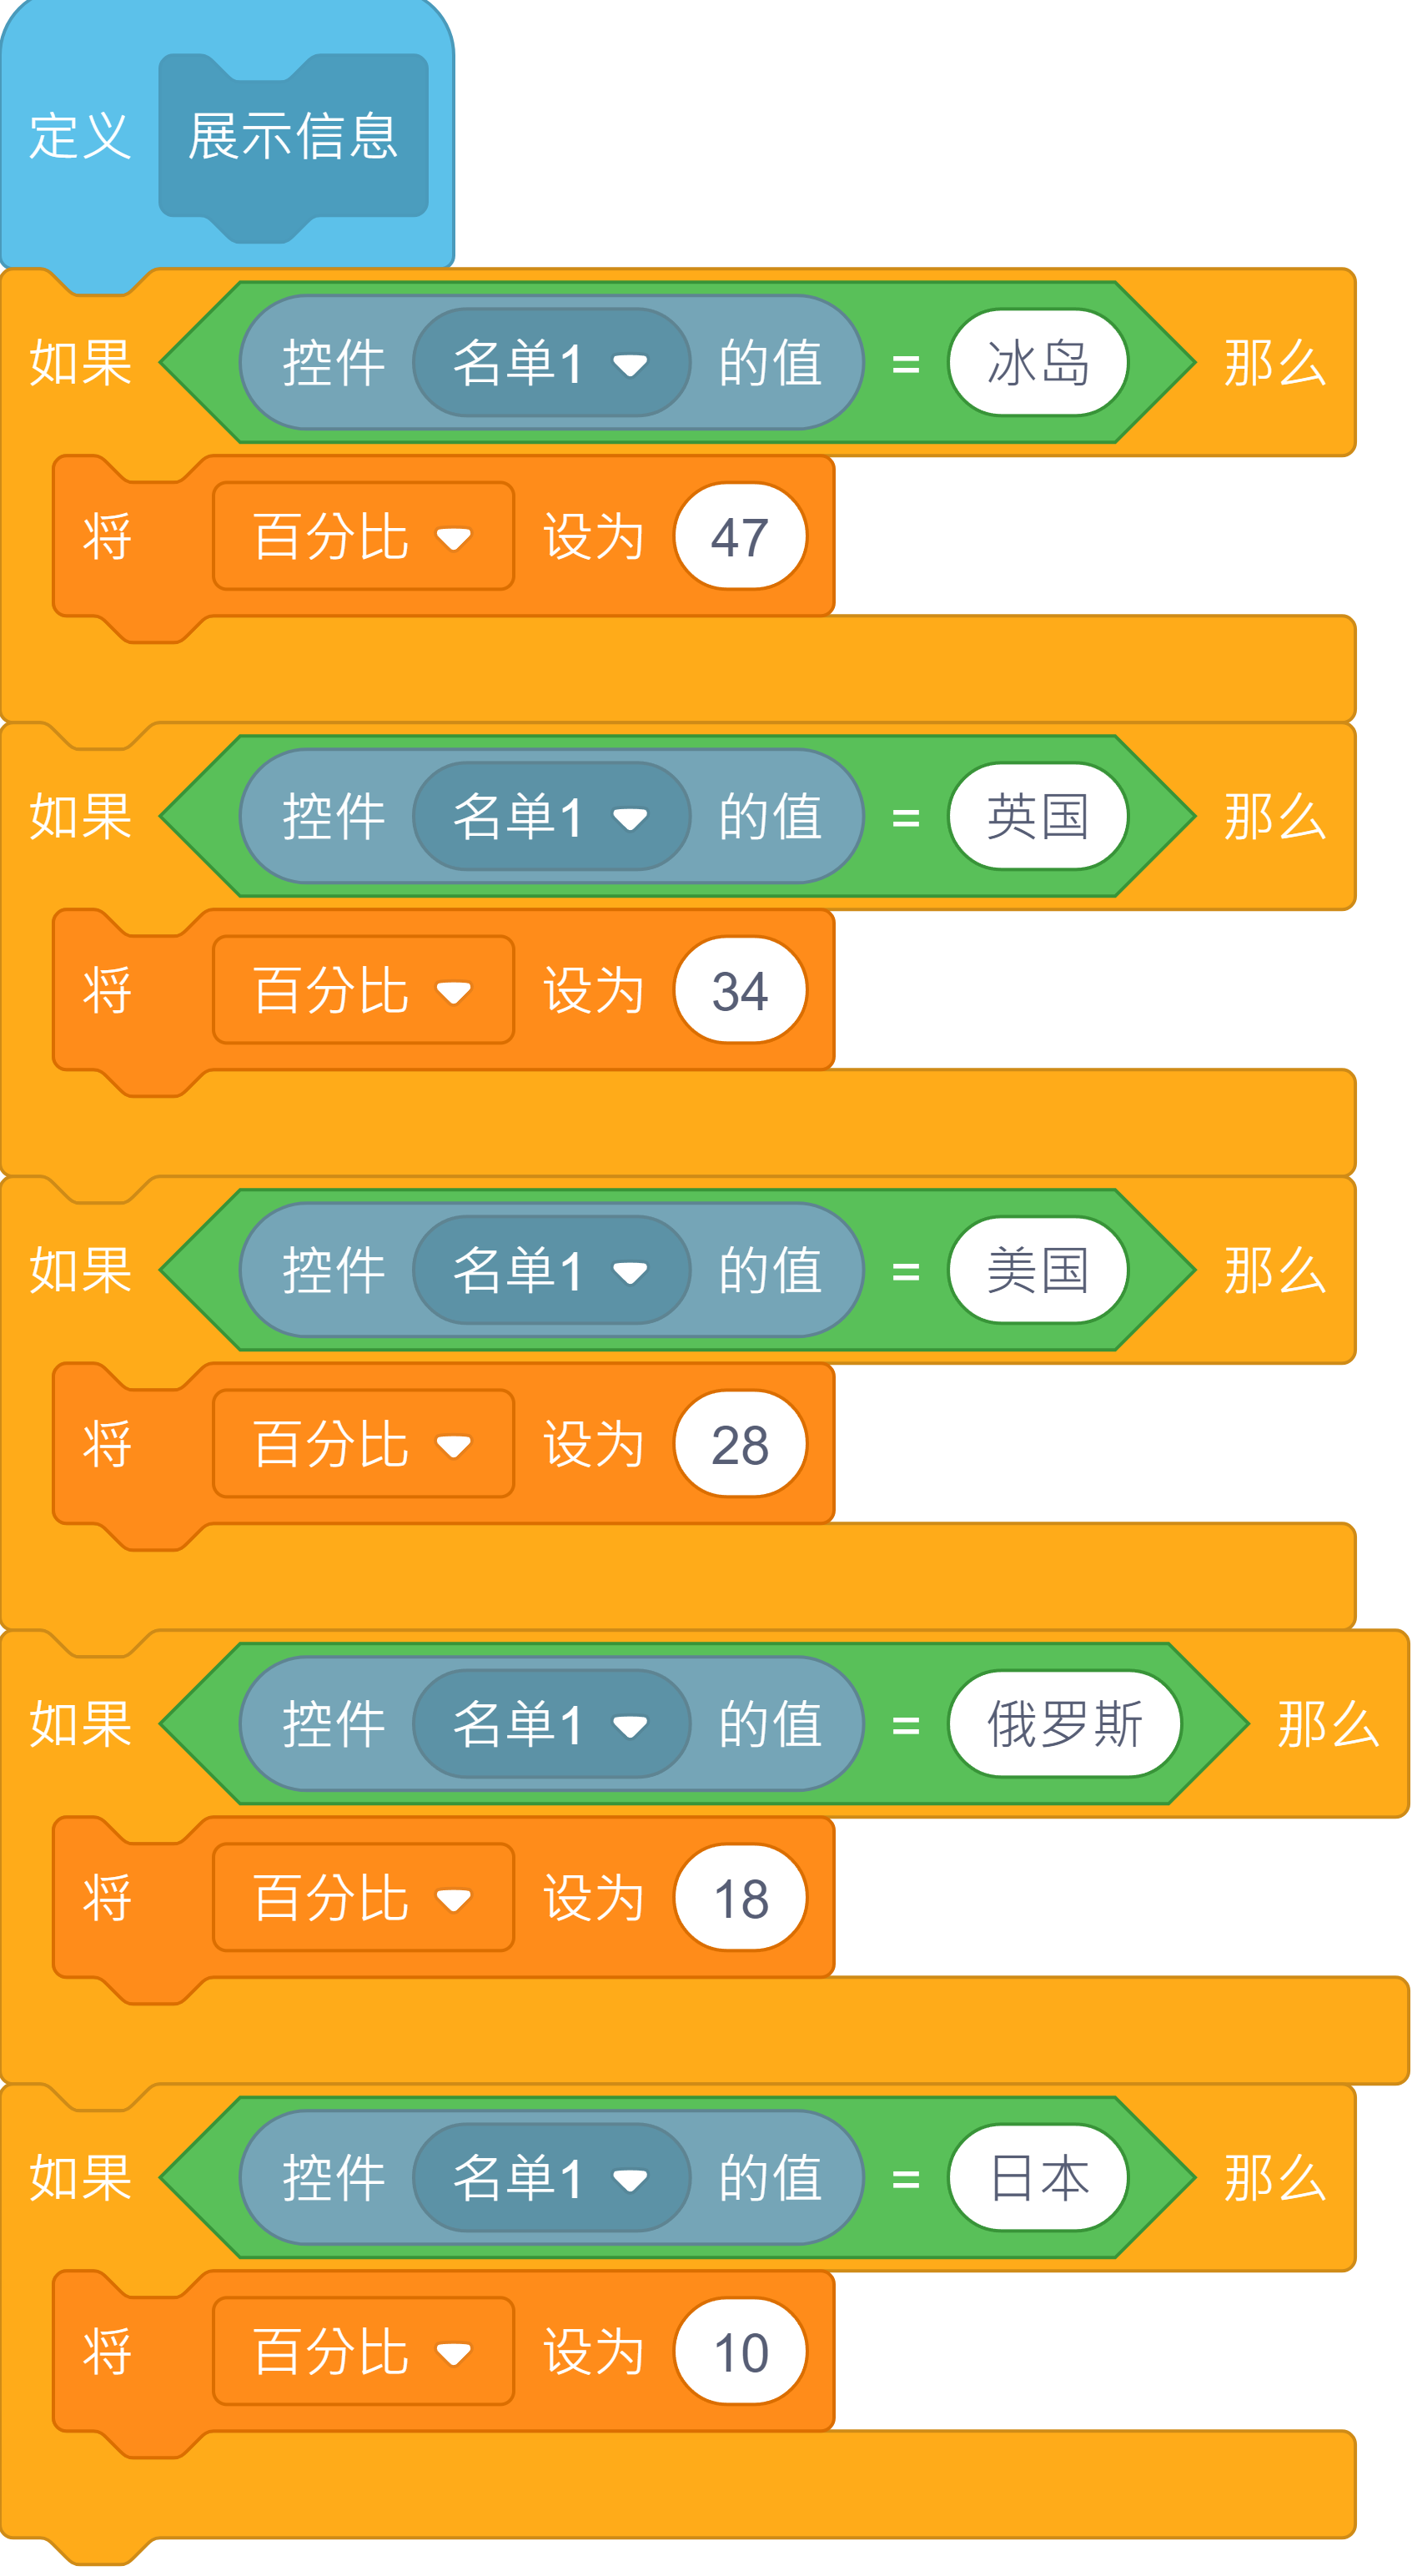 定义 展示信息
如果 控件 名单1 的值 = 冰岛 那么
将 百分比 设为 47
如果 控件 名单1 的值 = 英国 那么
将 百分比 设为 34
如果 控件 名单1 的值 = 美国 那么
将 百分比 设为 28
如果 控件 名单1 的值 = 俄罗斯 那么
将 百分比 设为 18
如果 控件 名单1 的值 = 日本 那么
将 百分比 设为 10